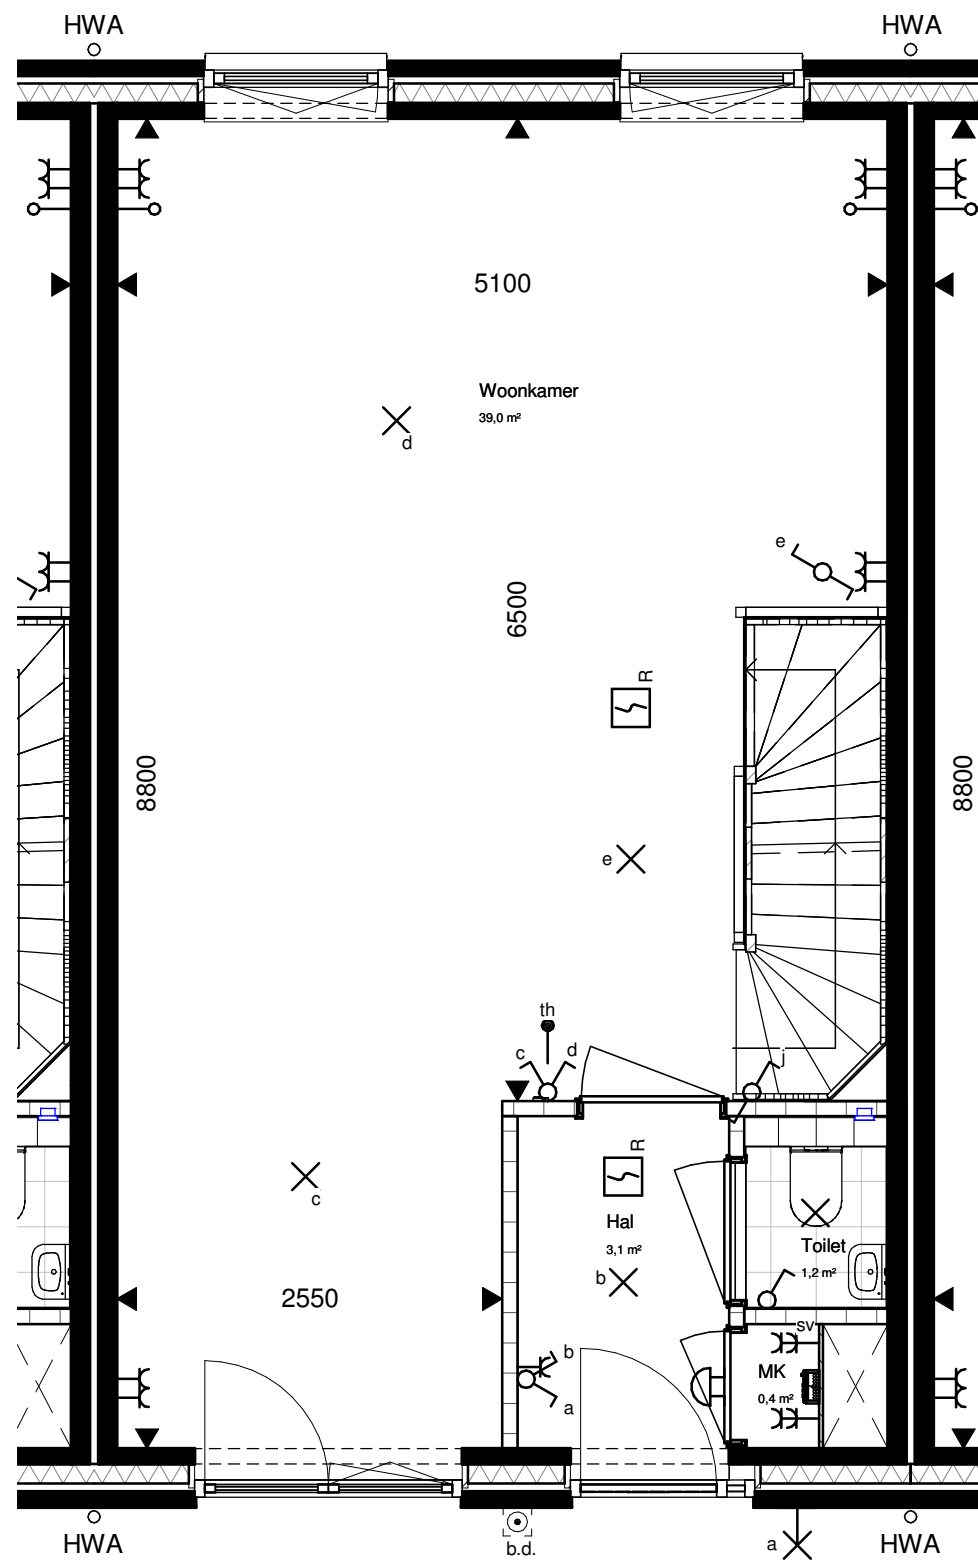 HWA
HWA
5100
Woonkamer
39,0 m²
d
e
6500
R
8800
8800
e
th
c
d
j
c
R
Hal
3,1 m²
b
Toilet
1,2 m²
2550
SV
b
MK
0,4 m²
a
HWA
b.d.
a
HWA